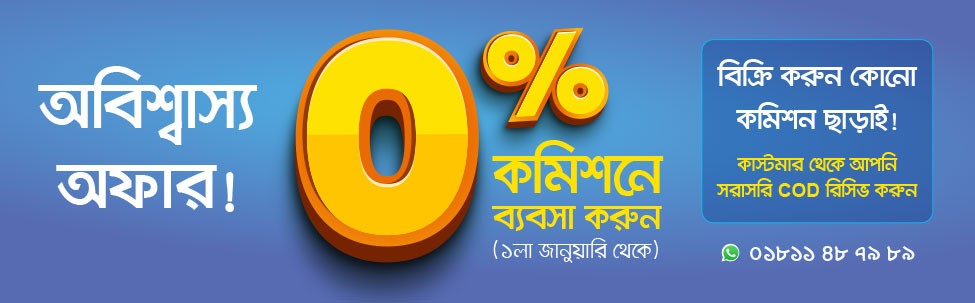 অবিশ্বাস্য
অফার!
0%
কমিশনে
ব্যবসা করুন
(১লা জানুয়ারি থেকে)
বিক্রি করুন কোনো
কমিশন ছাড়াই!
কাস্টমার থেকে আপনি
সরাসরি COD রিসিভ করুন
০১৮১১ ৪৮ ৭৯ ৮৯